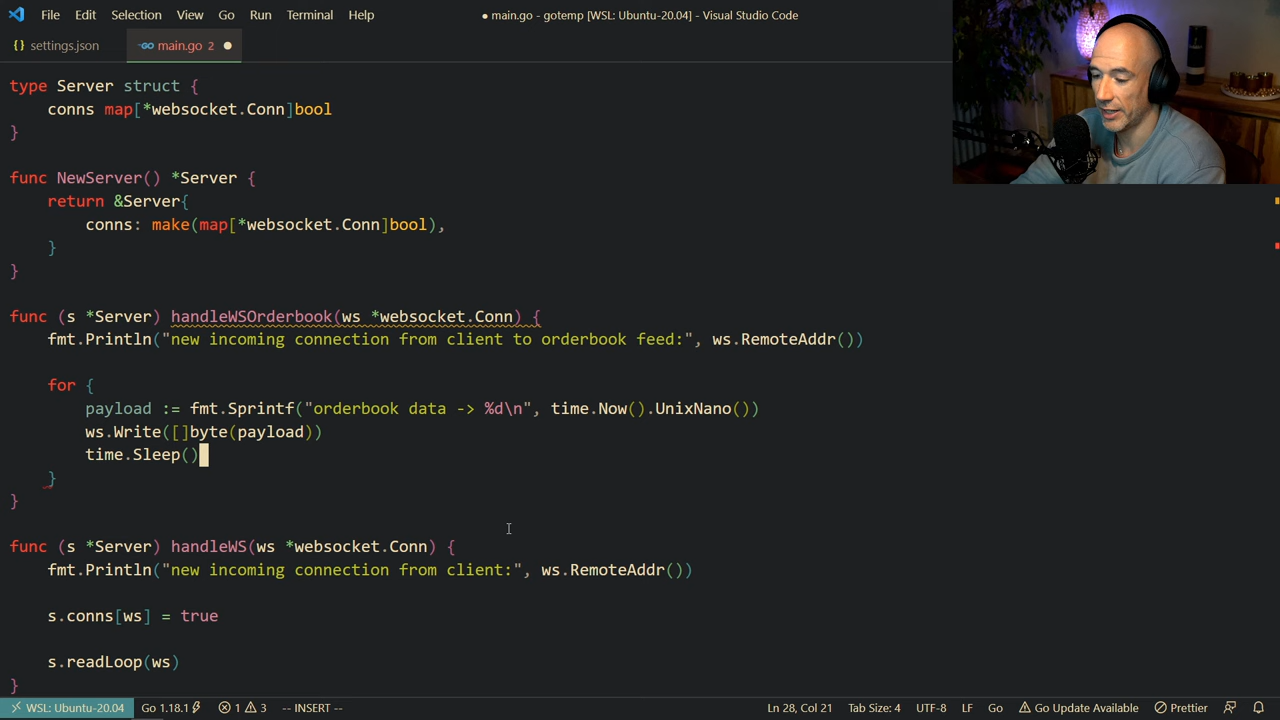 File Edit Selection View Go Run Terminal Help
● main.go - gotemp [WSL: Ubuntu-20.04] - Visual Studio Code
{} settings.json
main.go 2 ●
type Server struct {
    conns map[*websocket.Conn]bool
}
func NewServer() *Server {
    return &Server{
        conns: make(map[*websocket.Conn]bool),
    }
}
func (s *Server) handleWSOrderbook(ws *websocket.Conn) {
    fmt.Println("new incoming connection from client to orderbook feed:", ws.RemoteAddr())
    for {
        payload := fmt.Sprintf("orderbook data -> %d\n", time.Now().UnixNano())
        ws.Write([]byte(payload))
        time.Sleep()
    }
}
func (s *Server) handleWS(ws *websocket.Conn) {
    fmt.Println("new incoming connection from client:", ws.RemoteAddr())
    s.conns[ws] = true
    s.readLoop(ws)
}
WSL: Ubuntu-20.04 Go 1.18.1 1 3 -- INSERT -- Ln 28, Col 21 Tab Size: 4 UTF-8 LF Go Go Update Available Prettier